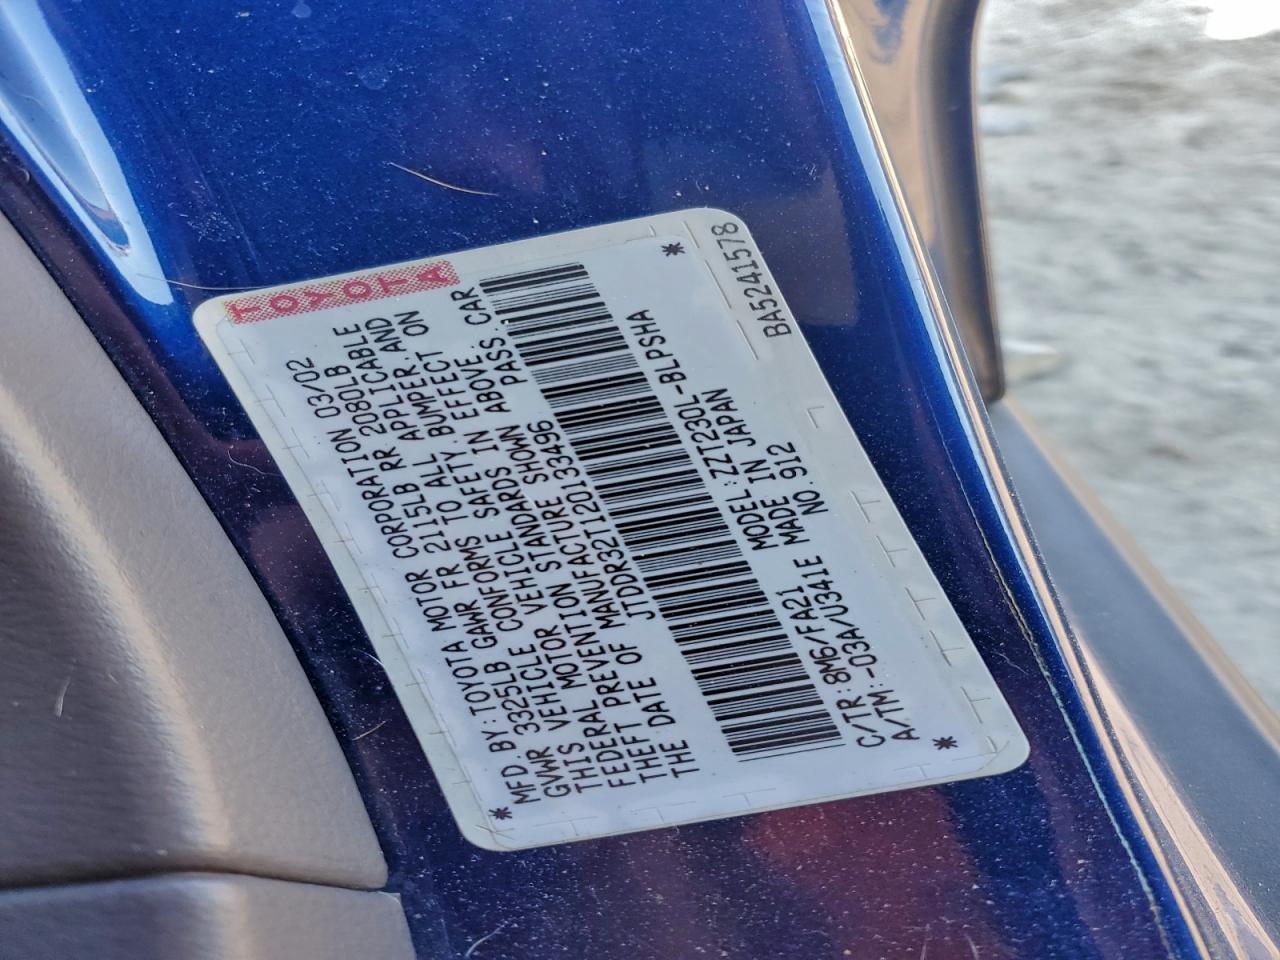 TOYOTA
*MFD BY:TOYOTA MOTOR CORPORATION 03/02
GVWR 3325LB GAWR FR 2115LB RR 2080LB
THIS VEHICLE CONFORMS TO ALL APPLICABLE
FEDERAL MOTOR VEHICLE SAFETY BUMPER AND
THEFT PREVENTION STANDARDS IN EFFECT ON
THE DATE OF MANUFACTURE SHOWN ABOVE.
JTDDR32T120133496 PASS. CAR
*
MODEL:ZZT230L-BLPSHA
C/TR:8M6/FA21 MADE IN JAPAN
A/TM:-03A/U341E NO.912
*
BA5241578